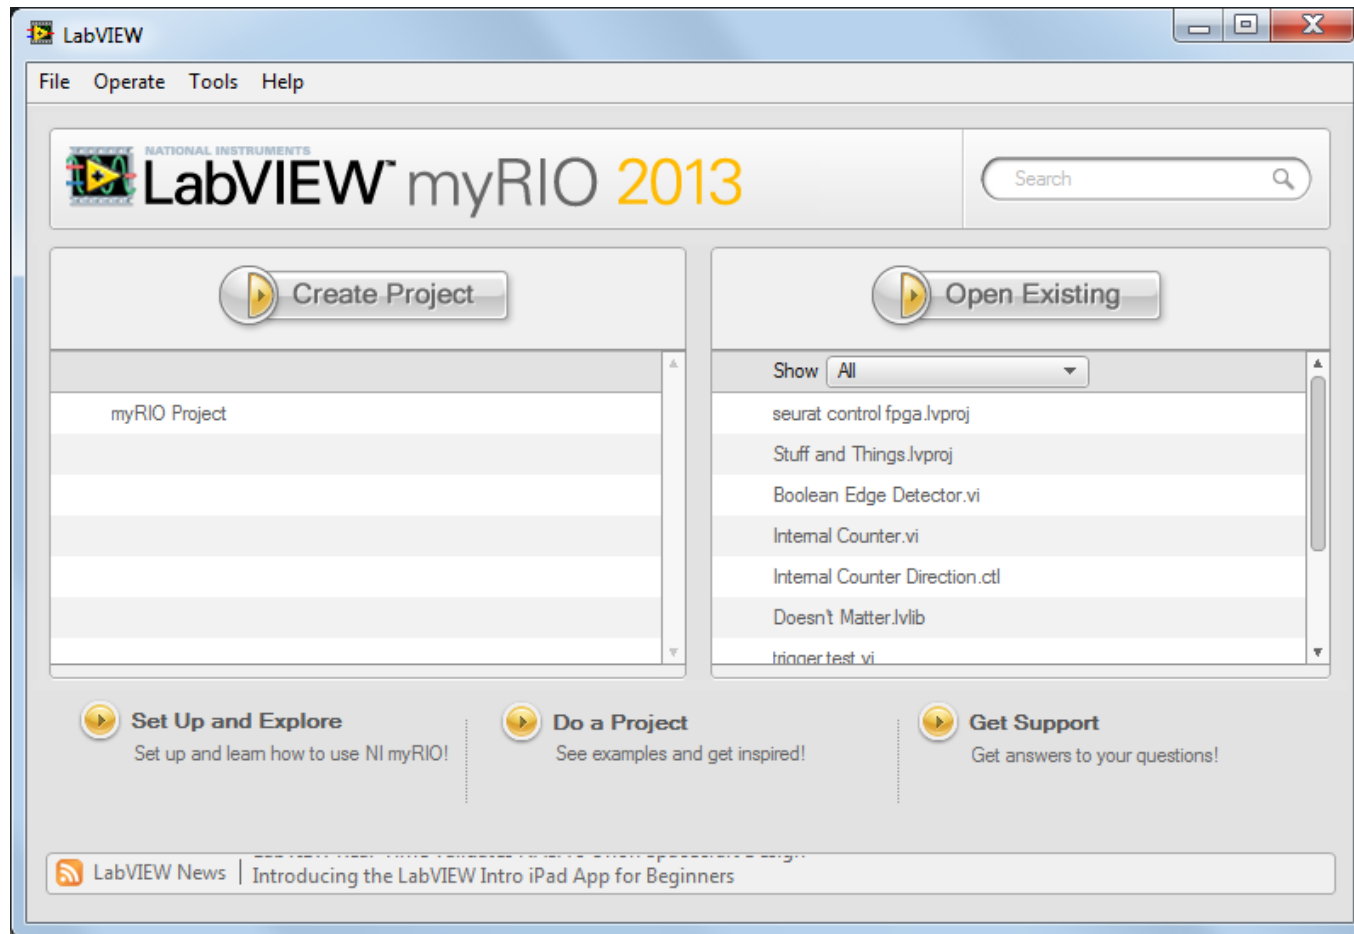 LabVIEW
File Operate Tools Help
NATIONAL INSTRUMENTS
LabVIEW™ myRIO 2013
Search
Create Project
Open Existing
Show All
myRIO Project
seurat control fpga.lvproj
Stuff and Things.lvproj
Boolean Edge Detector.vi
Internal Counter.vi
Internal Counter Direction.ctl
Doesn't Matter.lvlib
trigger test.vi
Set Up and Explore
Set up and learn how to use NI myRIO!
Do a Project
See examples and get inspired!
Get Support
Get answers to your questions!
LabVIEW News
Introducing the LabVIEW Intro iPad App for Beginners